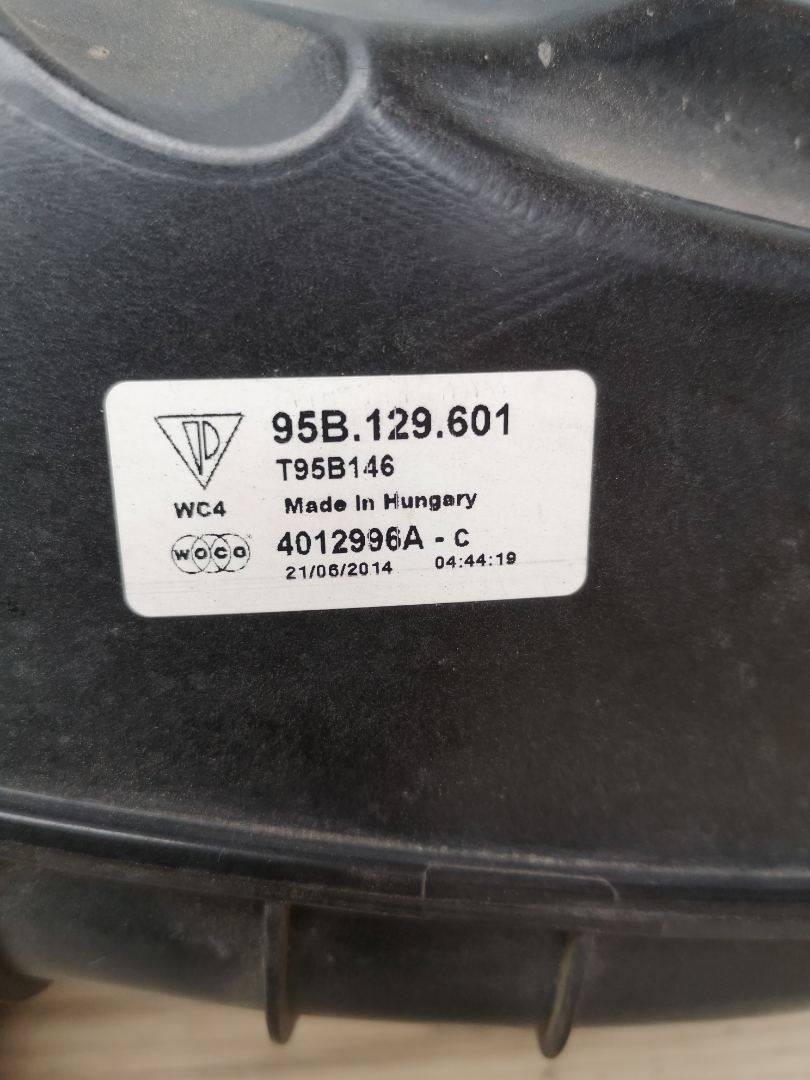 95B.129.601
T95B146
WC4 Made In Hungary
woco 4012996A - C
21/06/2014 04:44:19